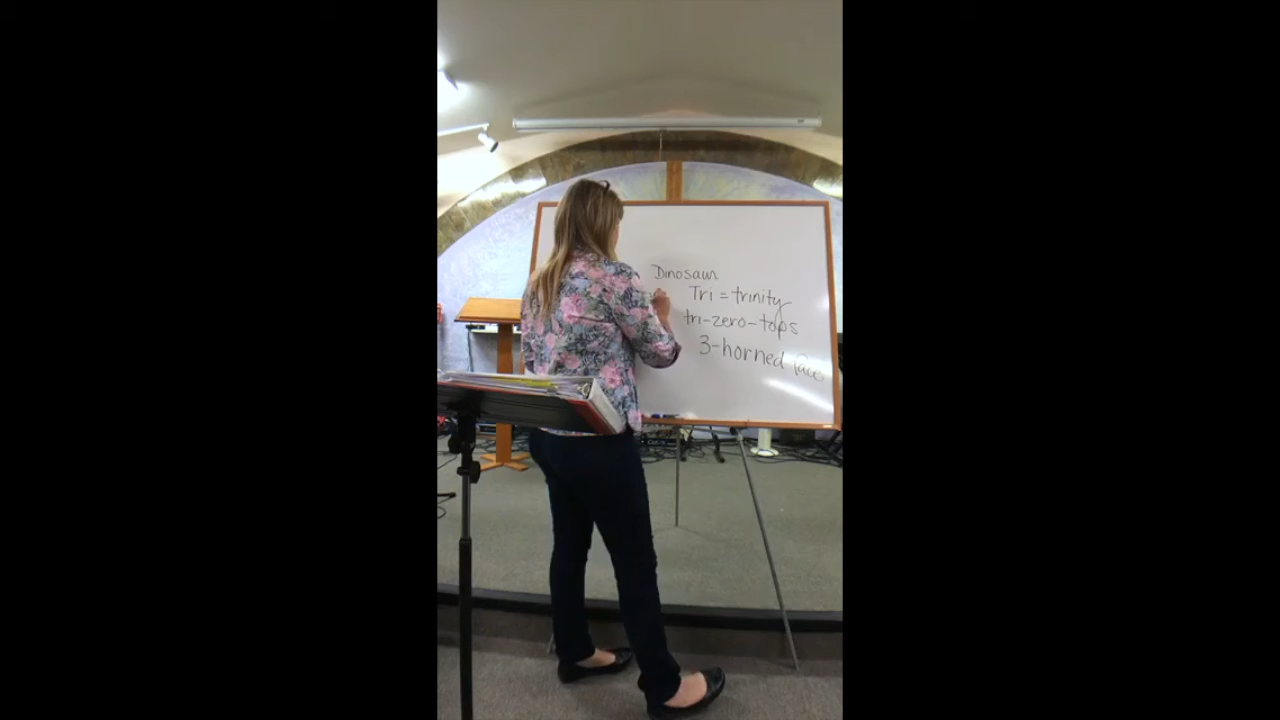 Dinosaur
Tri = trinity
tri-zero-tops
3-horned face